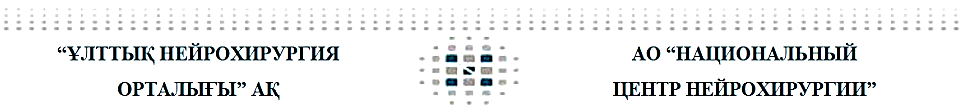 “ҰЛТТЫҚ НЕЙРОХИРУРГИЯ
ОРТАЛЫҒЫ” АҚ
АО “НАЦИОНАЛЬНЫЙ
ЦЕНТР НЕЙРОХИРУРГИИ”